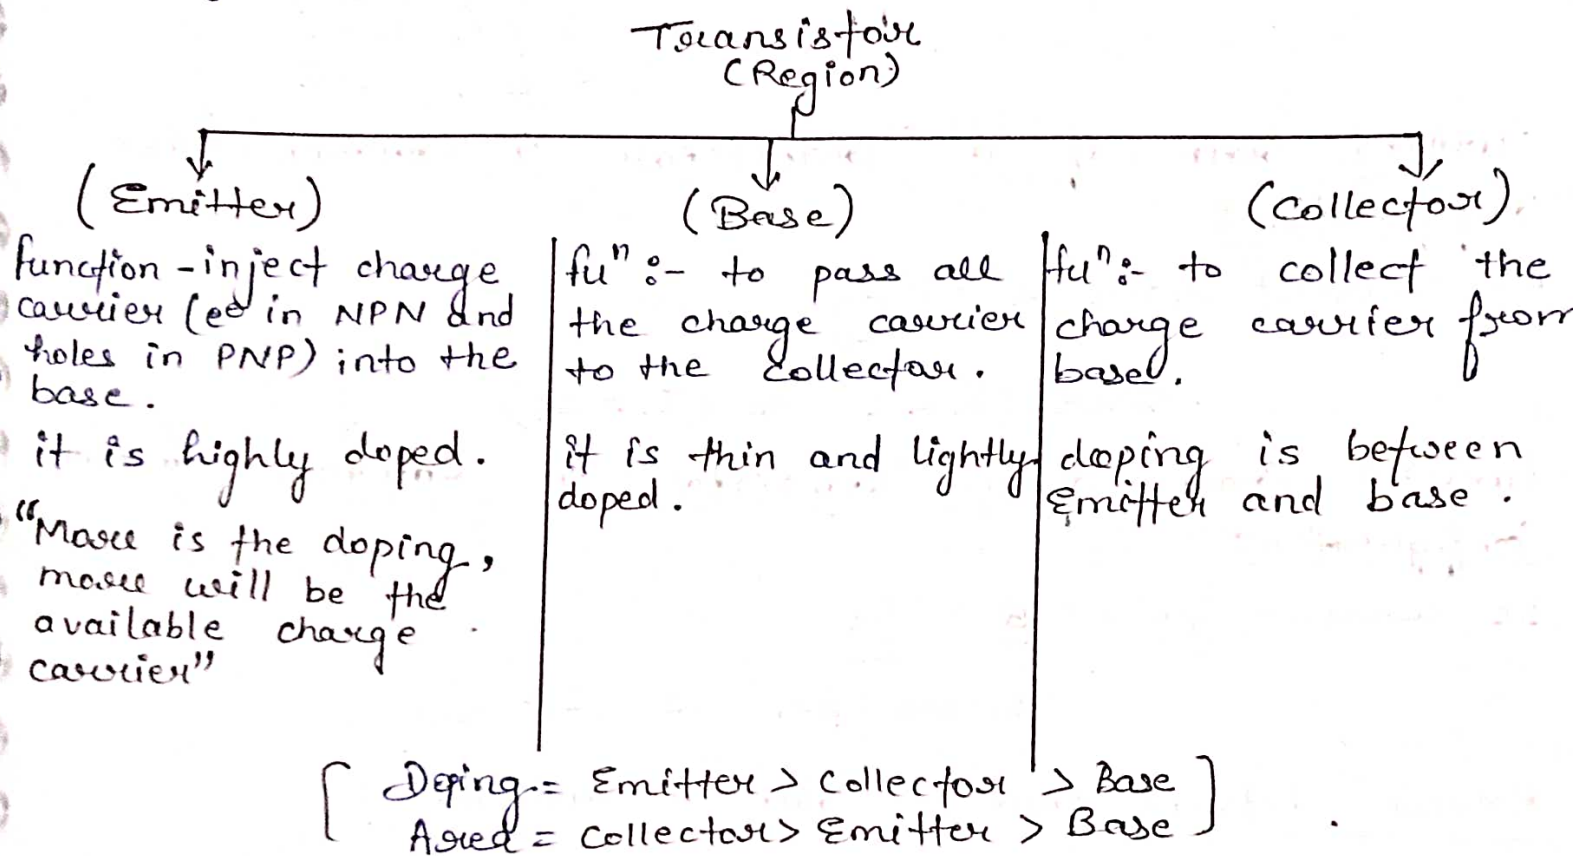 Transistor
(Region)
(Emitter)
function - inject charge
carrier (e⊖ in NPN and
holes in PNP) into the
base.
it is highly doped.
"More is the doping,
more will be the
available charge
carrier"
(Base)
fuⁿ :- to pass all
the charge carrier
to the collector.
it is thin and lightly
doped.
(Collector)
fuⁿ :- to collect the
charge carrier from
base.
doping is between
Emitter and base.
[ Doping = Emitter > Collector > Base ]
Area = Collector > Emitter > Base